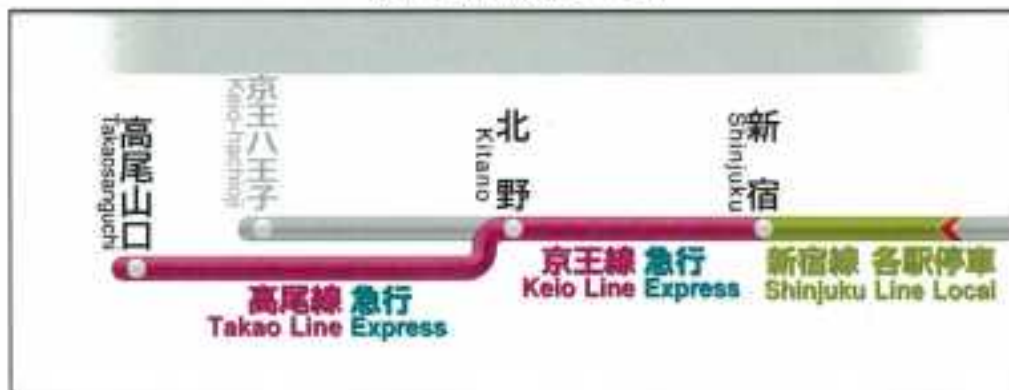 高尾山口
Takaosanguchi
京王八王子
Keio-hachioji
北野
Kitano
新宿
Shinjuku
高尾線 急行
Takao Line Express
京王線 急行
Keio Line Express
新宿線 各駅停車
Shinjuku Line Local